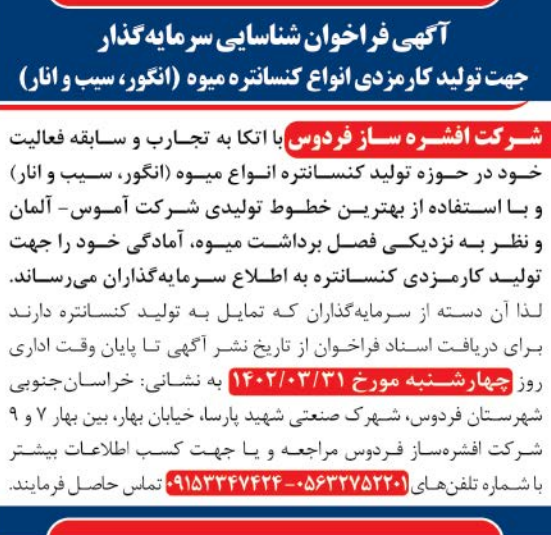 آگهی فراخوان شناسایی سرمایه‌گذار
جهت تولید کارمزدی انواع کنسانتره میوه (انگور، سیب و انار)
شرکت افشره ساز فردوس با اتکا به تجارب و سابقه فعالیت
خود در حوزه تولید کنسانتره انواع میوه (انگور، سیب و انار)
و با استفاده از بهترین خطوط تولیدی شرکت آموس- آلمان
و نظر به نزدیکی فصل برداشت میوه، آمادگی خود را جهت
تولید کارمزدی کنسانتره به اطلاع سرمایه‌گذاران می‌رساند.
لذا آن دسته از سرمایه‌گذاران که تمایل به تولید کنسانتره دارند
برای دریافت اسناد فراخوان از تاریخ نشر آگهی تا پایان وقت اداری
روز چهارشنبه مورخ ۱۴۰۲/۰۳/۳۱ به نشانی: خراسان‌جنوبی
شهرستان فردوس، شهرک صنعتی شهید پارسا، خیابان بهار، بین بهار ۷ و ۹
شرکت افشره‌ساز فردوس مراجعه و یا جهت کسب اطلاعات بیشتر
با شماره تلفن‌های ۰۵۶۳۲۷۵۲۲۰۱-۰۹۱۵۳۳۴۷۴۲۴ تماس حاصل فرمایند.